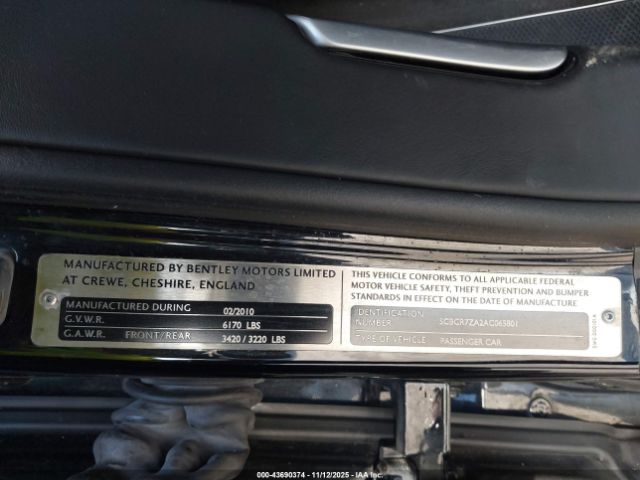 MANUFACTURED BY BENTLEY MOTORS LIMITED
AT CREWE, CHESHIRE, ENGLAND
MANUFACTURED DURING 02/2010
G.V.W.R. 6170 LBS
G.A.W.R. FRONT/REAR 3420 / 3220 LBS
THIS VEHICLE CONFORMS TO ALL APPLICABLE FEDERAL
MOTOR VEHICLE SAFETY, THEFT PREVENTION AND BUMPER
STANDARDS IN EFFECT ON THE DATE OF MANUFACTURE
IDENTIFICATION
NUMBER SCBCR7ZA2AC065801
TYPE OF VEHICLE PASSENGER CAR
000-43690374 - 11/12/2025 - IAA Inc.